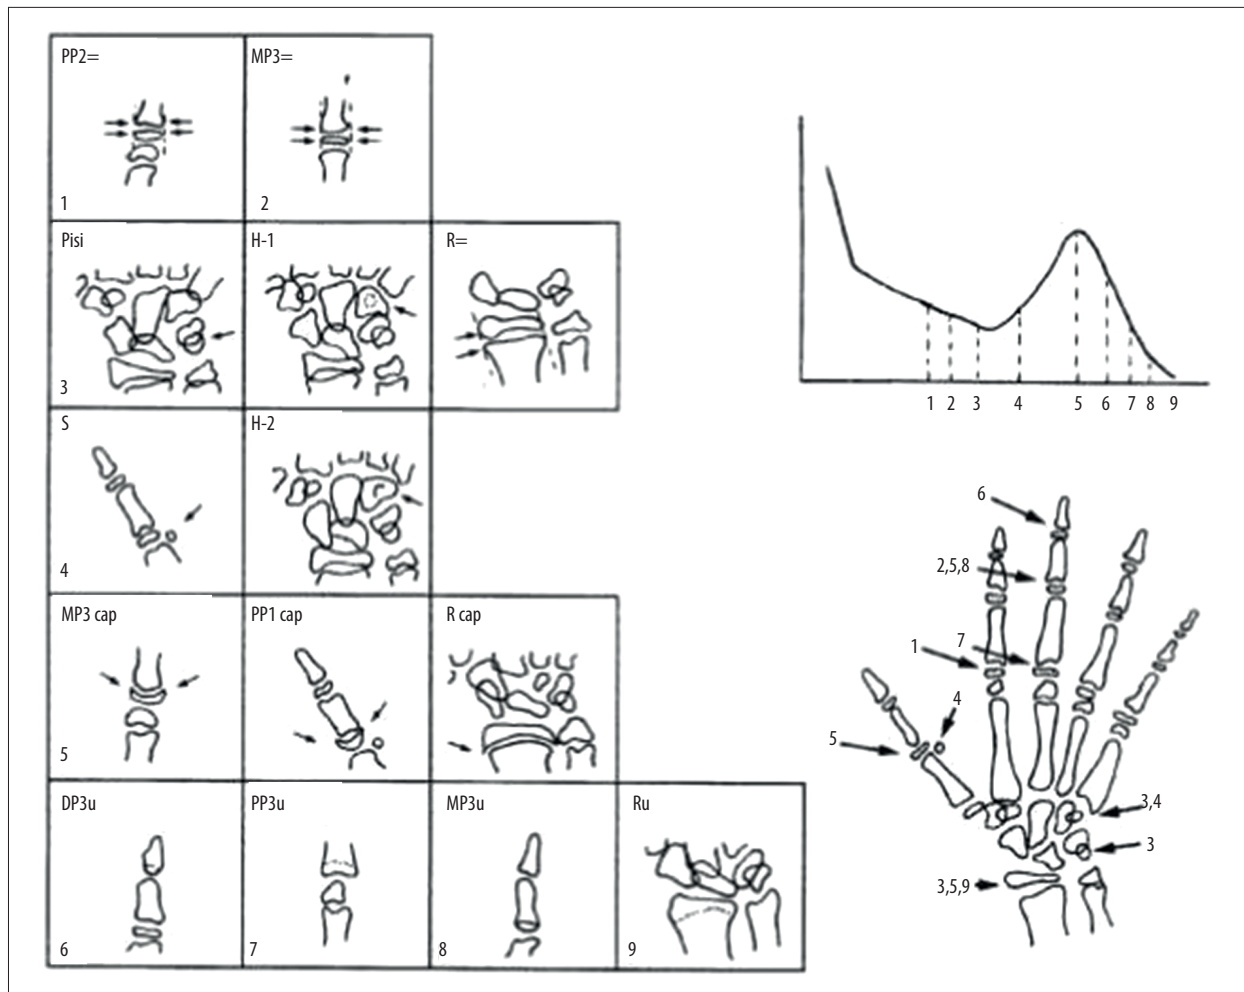 PP2=
MP3=
1
2
Pisi
H-1
R=
3
S
H-2
4
MP3 cap
PP1 cap
R cap
5
DP3u
PP3u
MP3u
Ru
6
7
8
9
1 2 3 4 5 6 7 8 9
6
2,5,8
1
7
4
5
3,4
3
3,5,9